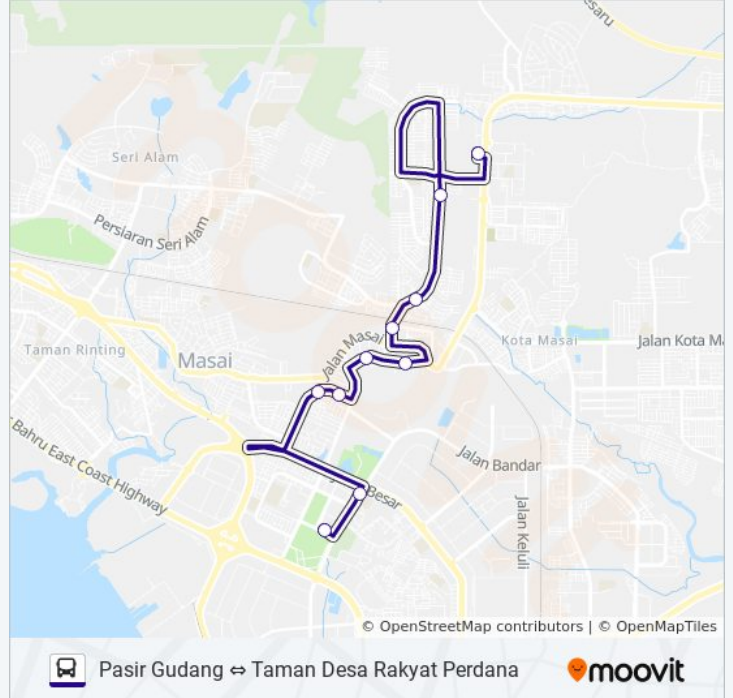 esaru
Seri Alam
Persiaran Seri Alam
Taman Rinting
Masai
Jalan Masai
Kota Masai
Jalan Kota Ma
Bahru East Coast Highway
Besar
Jalan Bandar
Jalan Keluli
© OpenStreetMap contributors | © OpenMapTiles
Pasir Gudang ⇔ Taman Desa Rakyat Perdana
moovit